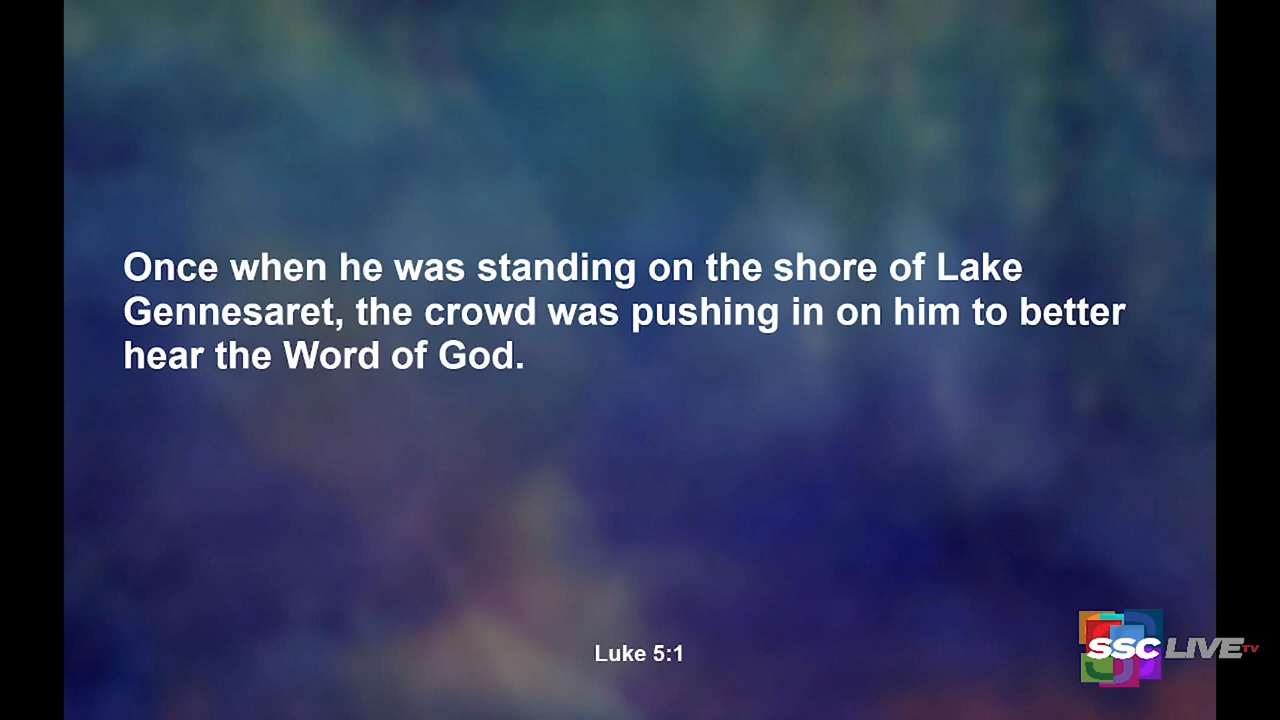 Once when he was standing on the shore of Lake
Gennesaret, the crowd was pushing in on him to better
hear the Word of God.
Luke 5:1
SSC LIVE TV